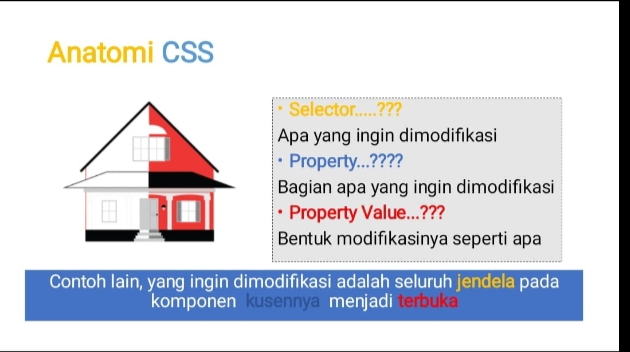 Anatomi CSS
• Selector.....???
Apa yang ingin dimodifikasi
• Property...????
Bagian apa yang ingin dimodifikasi
• Property Value...???
Bentuk modifikasinya seperti apa
Contoh lain, yang ingin dimodifikasi adalah seluruh jendela pada
komponen kusennya menjadi terbuka